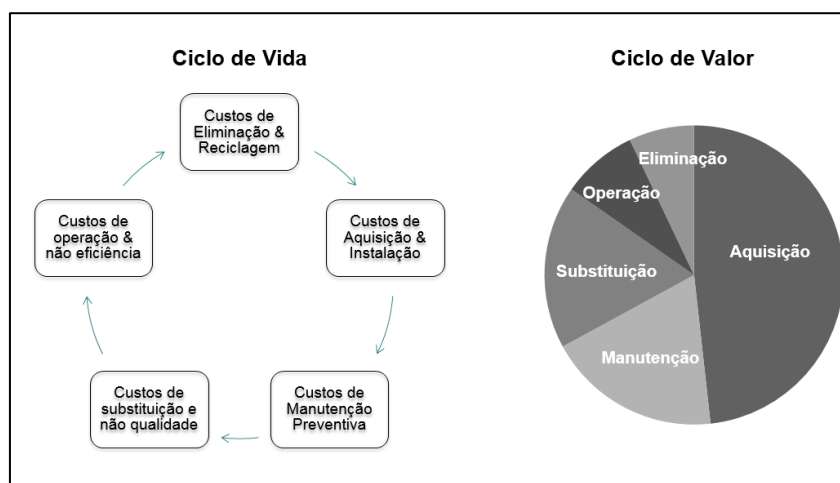 Ciclo de Vida
Custos de
Eliminação &
Reciclagem
Custos de
Aquisição &
Instalação
Custos de
Manutenção
Preventiva
Custos de
substituição e
não qualidade
Custos de
operação &
não eficiência
Ciclo de Valor
Eliminação
Operação
Aquisição
Substituição
Manutenção